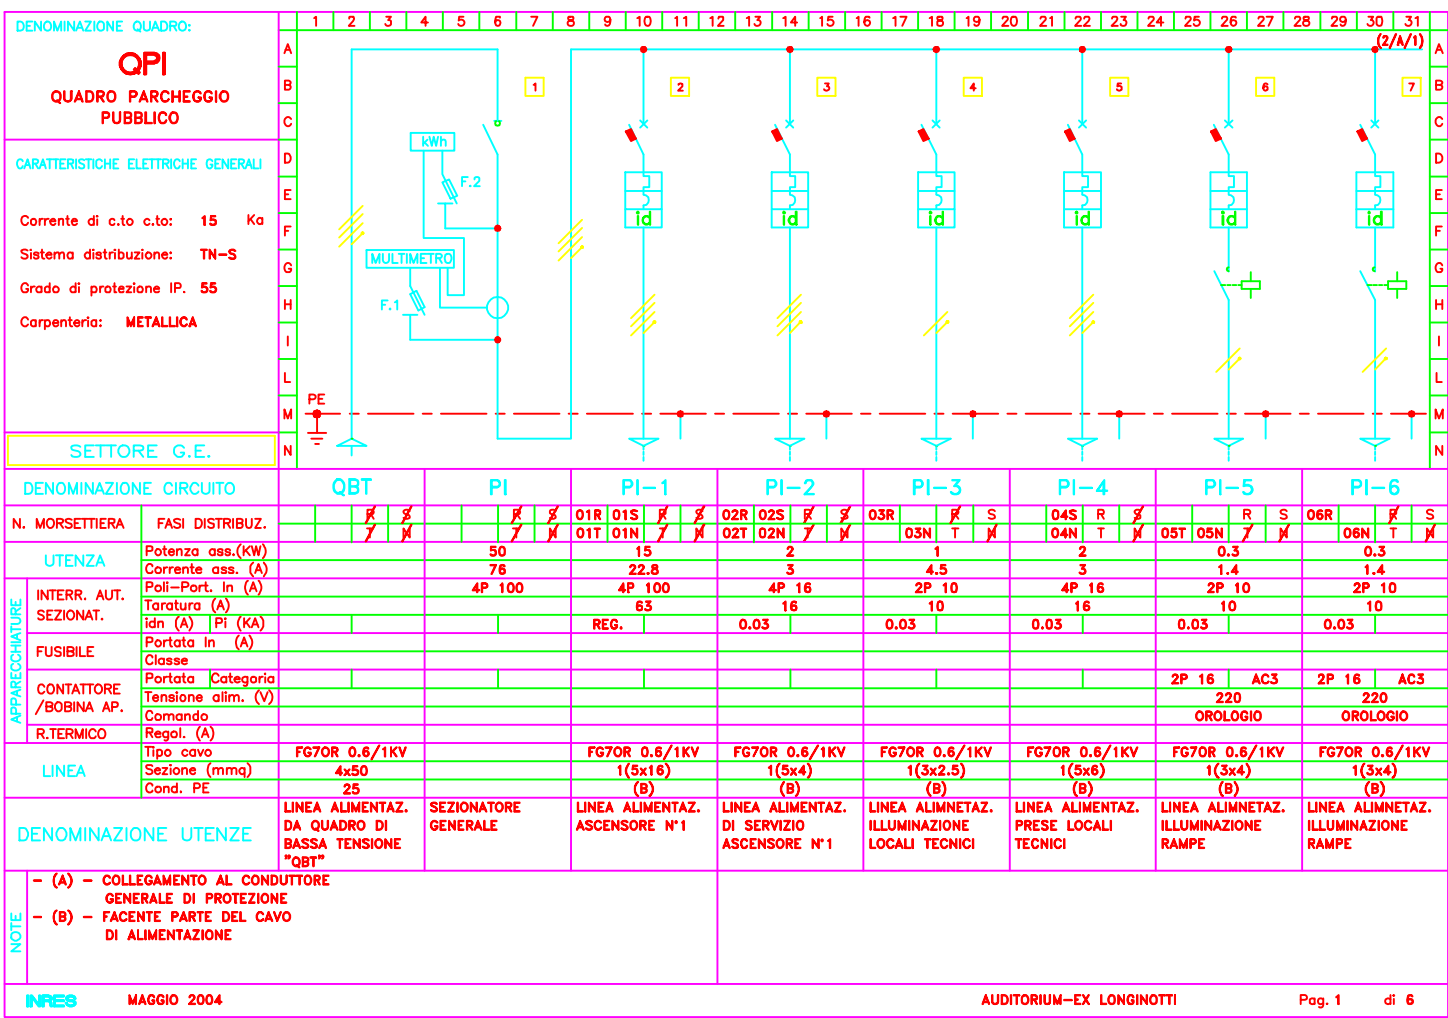 DENOMINAZIONE QUADRO:
QPI
QUADRO PARCHEGGIO
PUBBLICO
CARATTERISTICHE ELETTRICHE GENERALI
Corrente di c.to c.to: 15 Ka
Sistema distribuzione: TN-S
Grado di protezione IP. 55
Carpenteria: METALLICA
SETTORE G.E.
1 2 3 4 5 6 7 8 9 10 11 12 13 14 15 16 17 18 19 20 21 22 23 24 25 26 27 28 29 30 31
(2/A/1)
A A
B 1 2 3 4 5 6 7 B
C C
kWh
D D
F.2
E E
id id id id id id
F F
MULTIMETRO
G G
F.1
H H
I I
L L
PE
M M
N N
DENOMINAZIONE CIRCUITO QBT PI PI-1 PI-2 PI-3 PI-4 PI-5 PI-6
N. MORSETTIERA FASI DISTRIBUZ.
R S R S 01R 01S R S 02R 02S R S 03R R S 04S R S R S 06R R S
T N T N 01T 01N T N 02T 02N T N 03N T N 04N T N 05T 05N T N 06N T N
UTENZA
Potenza ass.(KW) 50 15 2 1 2 0.3 0.3
Corrente ass. (A) 76 22.8 3 4.5 3 1.4 1.4
APPARECCHIATURE
INTERR. AUT.
SEZIONAT.
Poli-Port. In (A) 4P 100 4P 100 4P 16 2P 10 4P 16 2P 10 2P 10
Taratura (A) 63 16 10 16 10 10
idn (A) Pi (KA) REG. 0.03 0.03 0.03 0.03 0.03
FUSIBILE
Portata In (A)
Classe
CONTATTORE
/BOBINA AP.
Portata Categoria 2P 16 AC3 2P 16 AC3
Tensione alim. (V) 220 220
Comando OROLOGIO OROLOGIO
R.TERMICO Regol. (A)
LINEA
Tipo cavo FG7OR 0.6/1KV FG7OR 0.6/1KV FG7OR 0.6/1KV FG7OR 0.6/1KV FG7OR 0.6/1KV FG7OR 0.6/1KV FG7OR 0.6/1KV
Sezione (mmq) 4x50 1(5x16) 1(5x4) 1(3x2.5) 1(5x6) 1(3x4) 1(3x4)
Cond. PE 25 (B) (B) (B) (B) (B) (B)
DENOMINAZIONE UTENZE
LINEA ALIMENTAZ.
DA QUADRO DI
BASSA TENSIONE
"QBT"
SEZIONATORE
GENERALE
LINEA ALIMENTAZ.
ASCENSORE N°1
LINEA ALIMENTAZ.
DI SERVIZIO
ASCENSORE N°1
LINEA ALIMNETAZ.
ILLUMINAZIONE
LOCALI TECNICI
LINEA ALIMENTAZ.
PRESE LOCALI
TECNICI
LINEA ALIMNETAZ.
ILLUMINAZIONE
RAMPE
LINEA ALIMNETAZ.
ILLUMINAZIONE
RAMPE
NOTE
- (A) - COLLEGAMENTO AL CONDUTTORE
GENERALE DI PROTEZIONE
- (B) - FACENTE PARTE DEL CAVO
DI ALIMENTAZIONE
INRES MAGGIO 2004 AUDITORIUM-EX LONGINOTTI Pag. 1 di 6